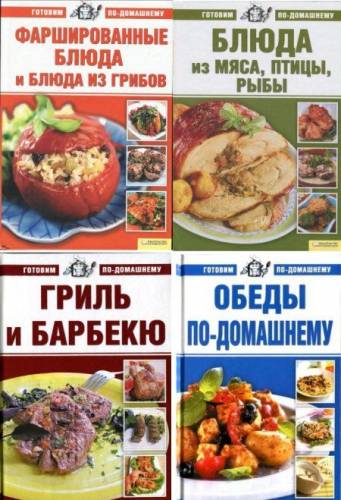 ГОТОВИМ ПО-ДОМАШНЕМУ
ФАРШИРОВАННЫЕ
БЛЮДА
И БЛЮДА ИЗ ГРИБОВ
ГОТОВИМ ПО-ДОМАШНЕМУ
БЛЮДА
ИЗ МЯСА, ПТИЦЫ,
РЫБЫ
ГОТОВИМ ПО-ДОМАШНЕМУ
ГРИЛЬ
И БАРБЕКЮ
ГОТОВИМ ПО-ДОМАШНЕМУ
ОБЕДЫ
ПО-ДОМАШНЕМУ